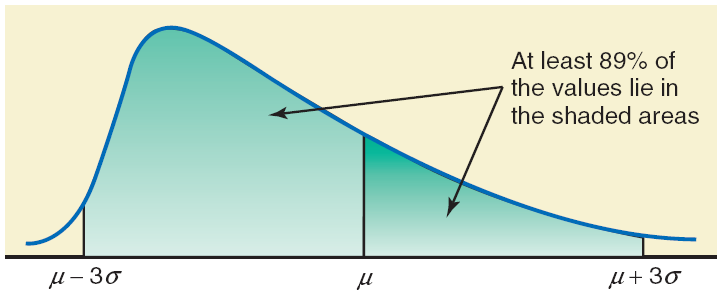 At least 89% of
the values lie in
the shaded areas
μ – 3σ
μ
μ + 3σ